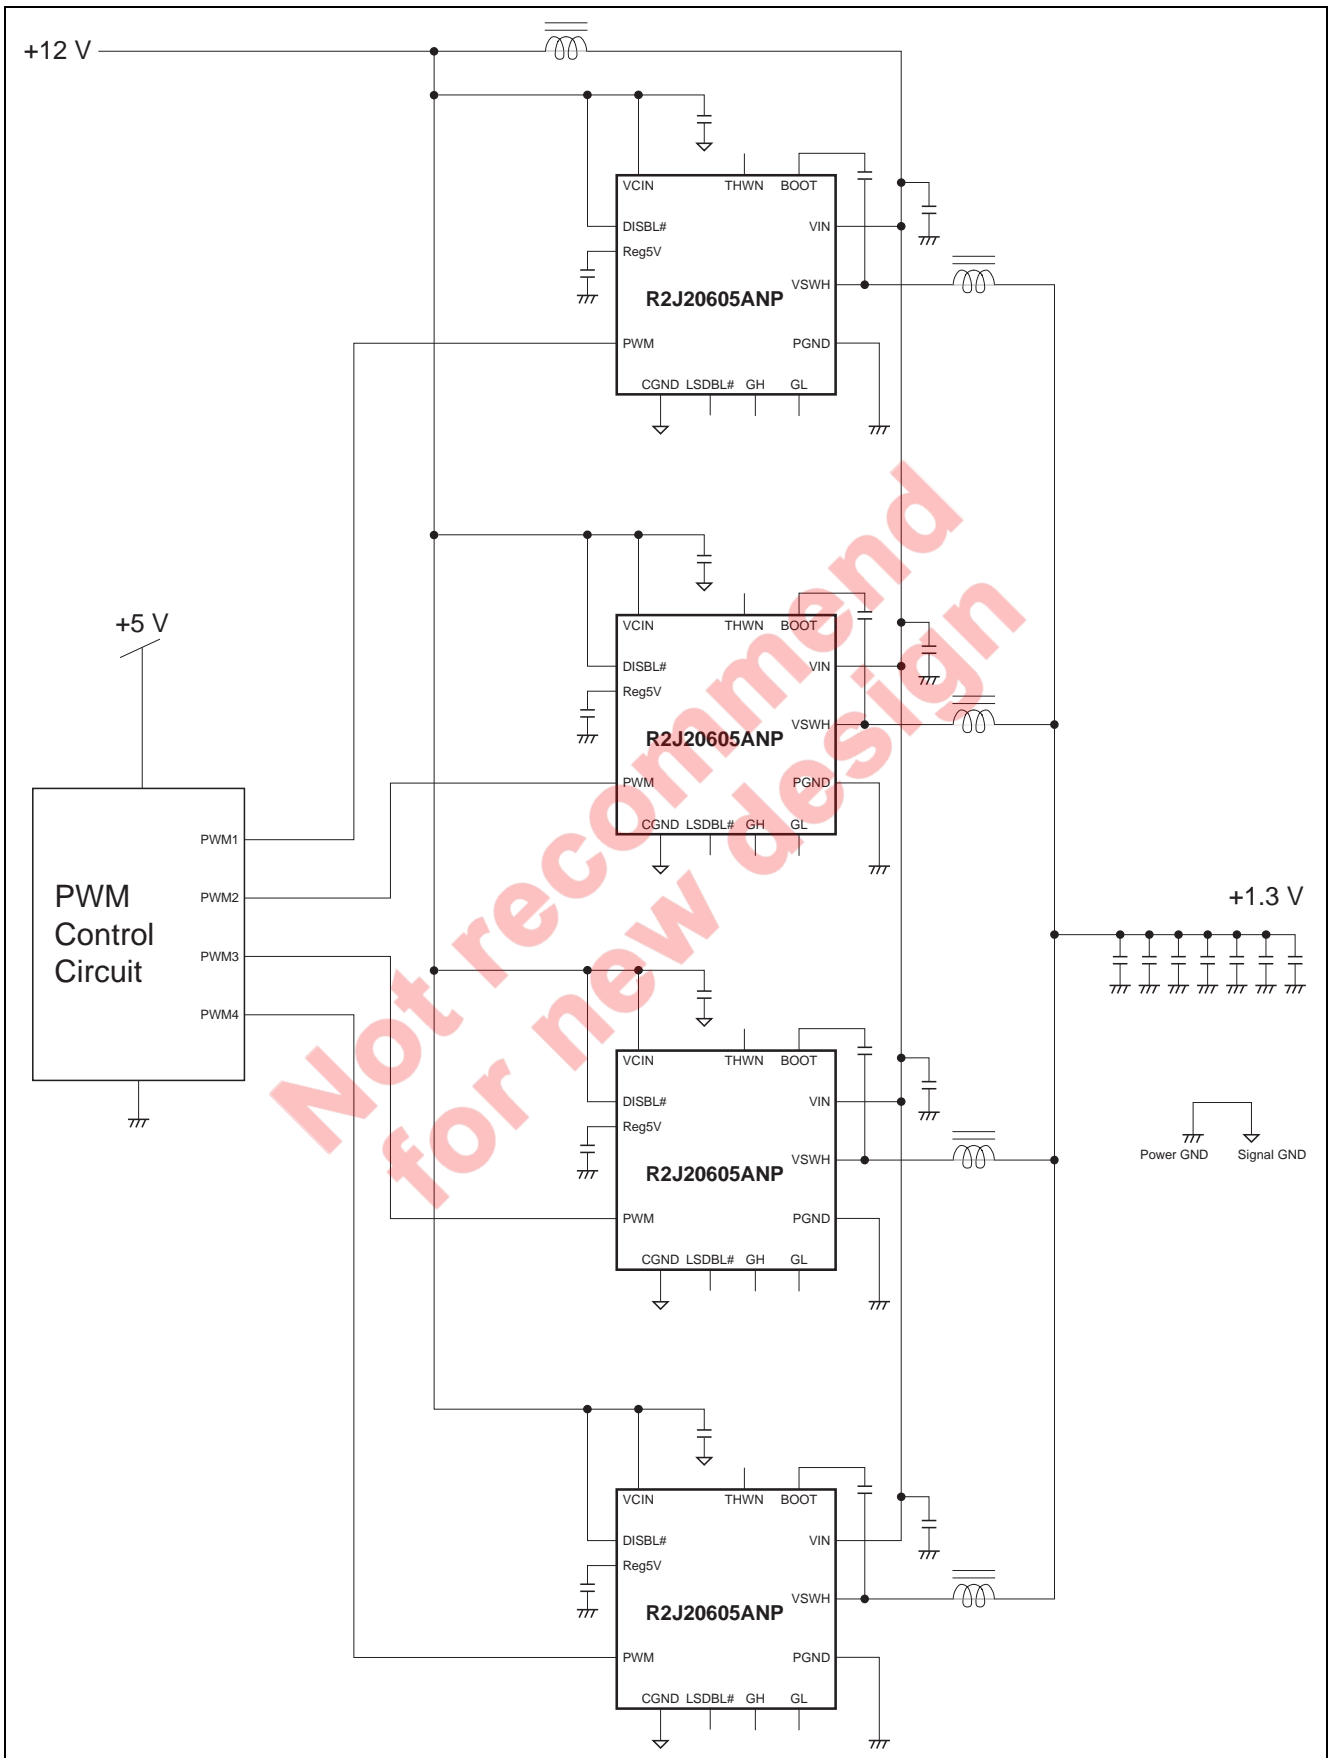 +12 V
VCIN THWN BOOT
DISBL# VIN
Reg5V
VSWH
R2J20605ANP
PWM PGND
CGND LSDBL# GH GL
+5 V
VCIN THWN BOOT
DISBL# VIN
Reg5V
VSWH
R2J20605ANP
PWM PGND
CGND LSDBL# GH GL
PWM
Control
Circuit
PWM1
PWM2
PWM3
PWM4
+1.3 V
VCIN THWN BOOT
DISBL# VIN
Reg5V
VSWH
R2J20605ANP
PWM PGND
CGND LSDBL# GH GL
Power GND Signal GND
VCIN THWN BOOT
DISBL# VIN
Reg5V
VSWH
R2J20605ANP
PWM PGND
CGND LSDBL# GH GL
Not recommend
for new design